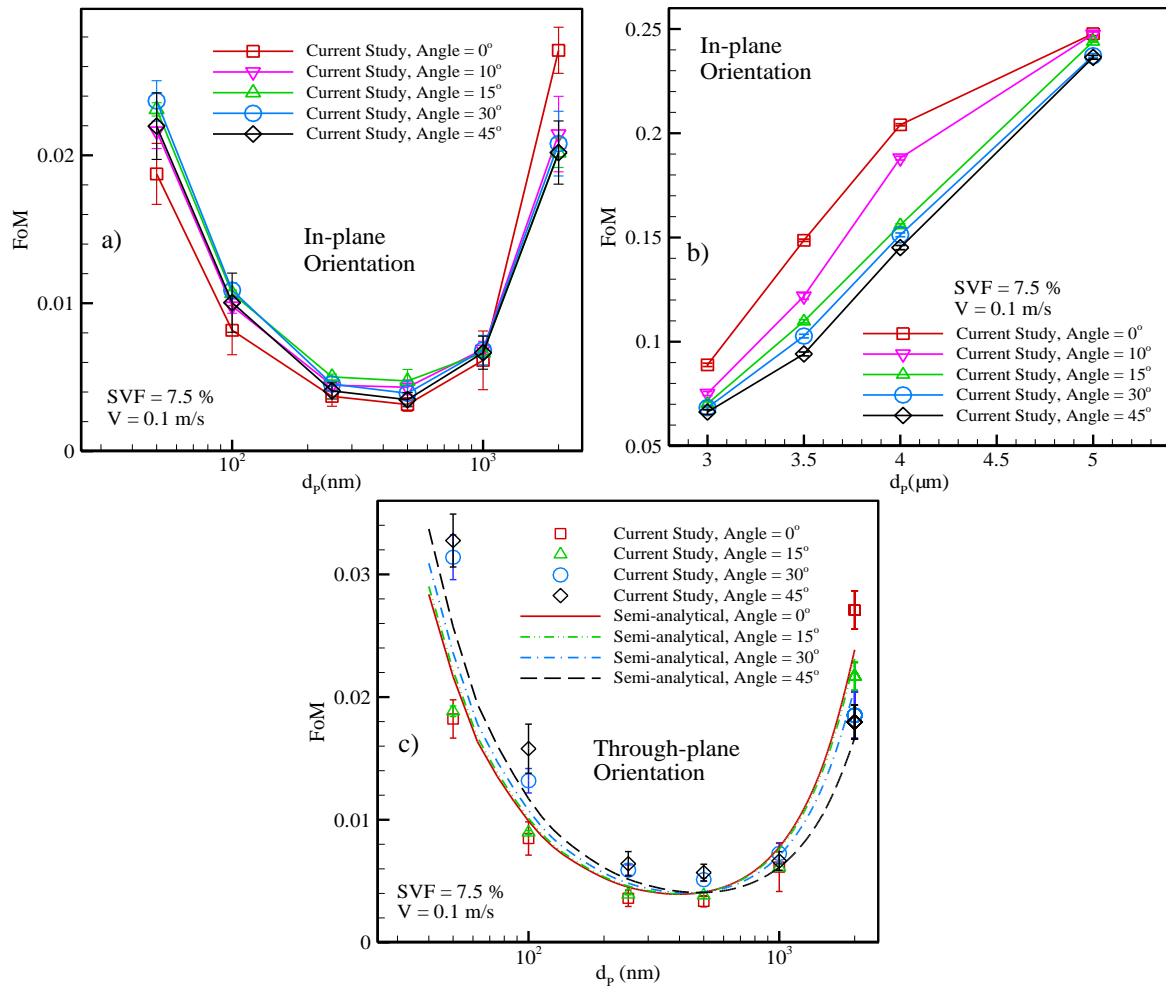 Current Study, Angle = 0°
Current Study, Angle = 10°
Current Study, Angle = 15°
Current Study, Angle = 30°
Current Study, Angle = 45°
0.02
0.01
0
FoM
a)
In-plane
Orientation
SVF = 7.5 %
V = 0.1 m/s
10²
10³
dP(nm)
0.25
0.2
0.15
0.1
0.05
FoM
In-plane
Orientation
b)
SVF = 7.5 %
V = 0.1 m/s
Current Study, Angle = 0°
Current Study, Angle = 10°
Current Study, Angle = 15°
Current Study, Angle = 30°
Current Study, Angle = 45°
3
3.5
4
4.5
5
dP(μm)
Current Study, Angle = 0°
Current Study, Angle = 15°
Current Study, Angle = 30°
Current Study, Angle = 45°
Semi-analytical, Angle = 0°
Semi-analytical, Angle = 15°
Semi-analytical, Angle = 30°
Semi-analytical, Angle = 45°
0.03
0.02
0.01
0
FoM
c)
Through-plane
Orientation
SVF = 7.5 %
V = 0.1 m/s
10²
10³
dP (nm)